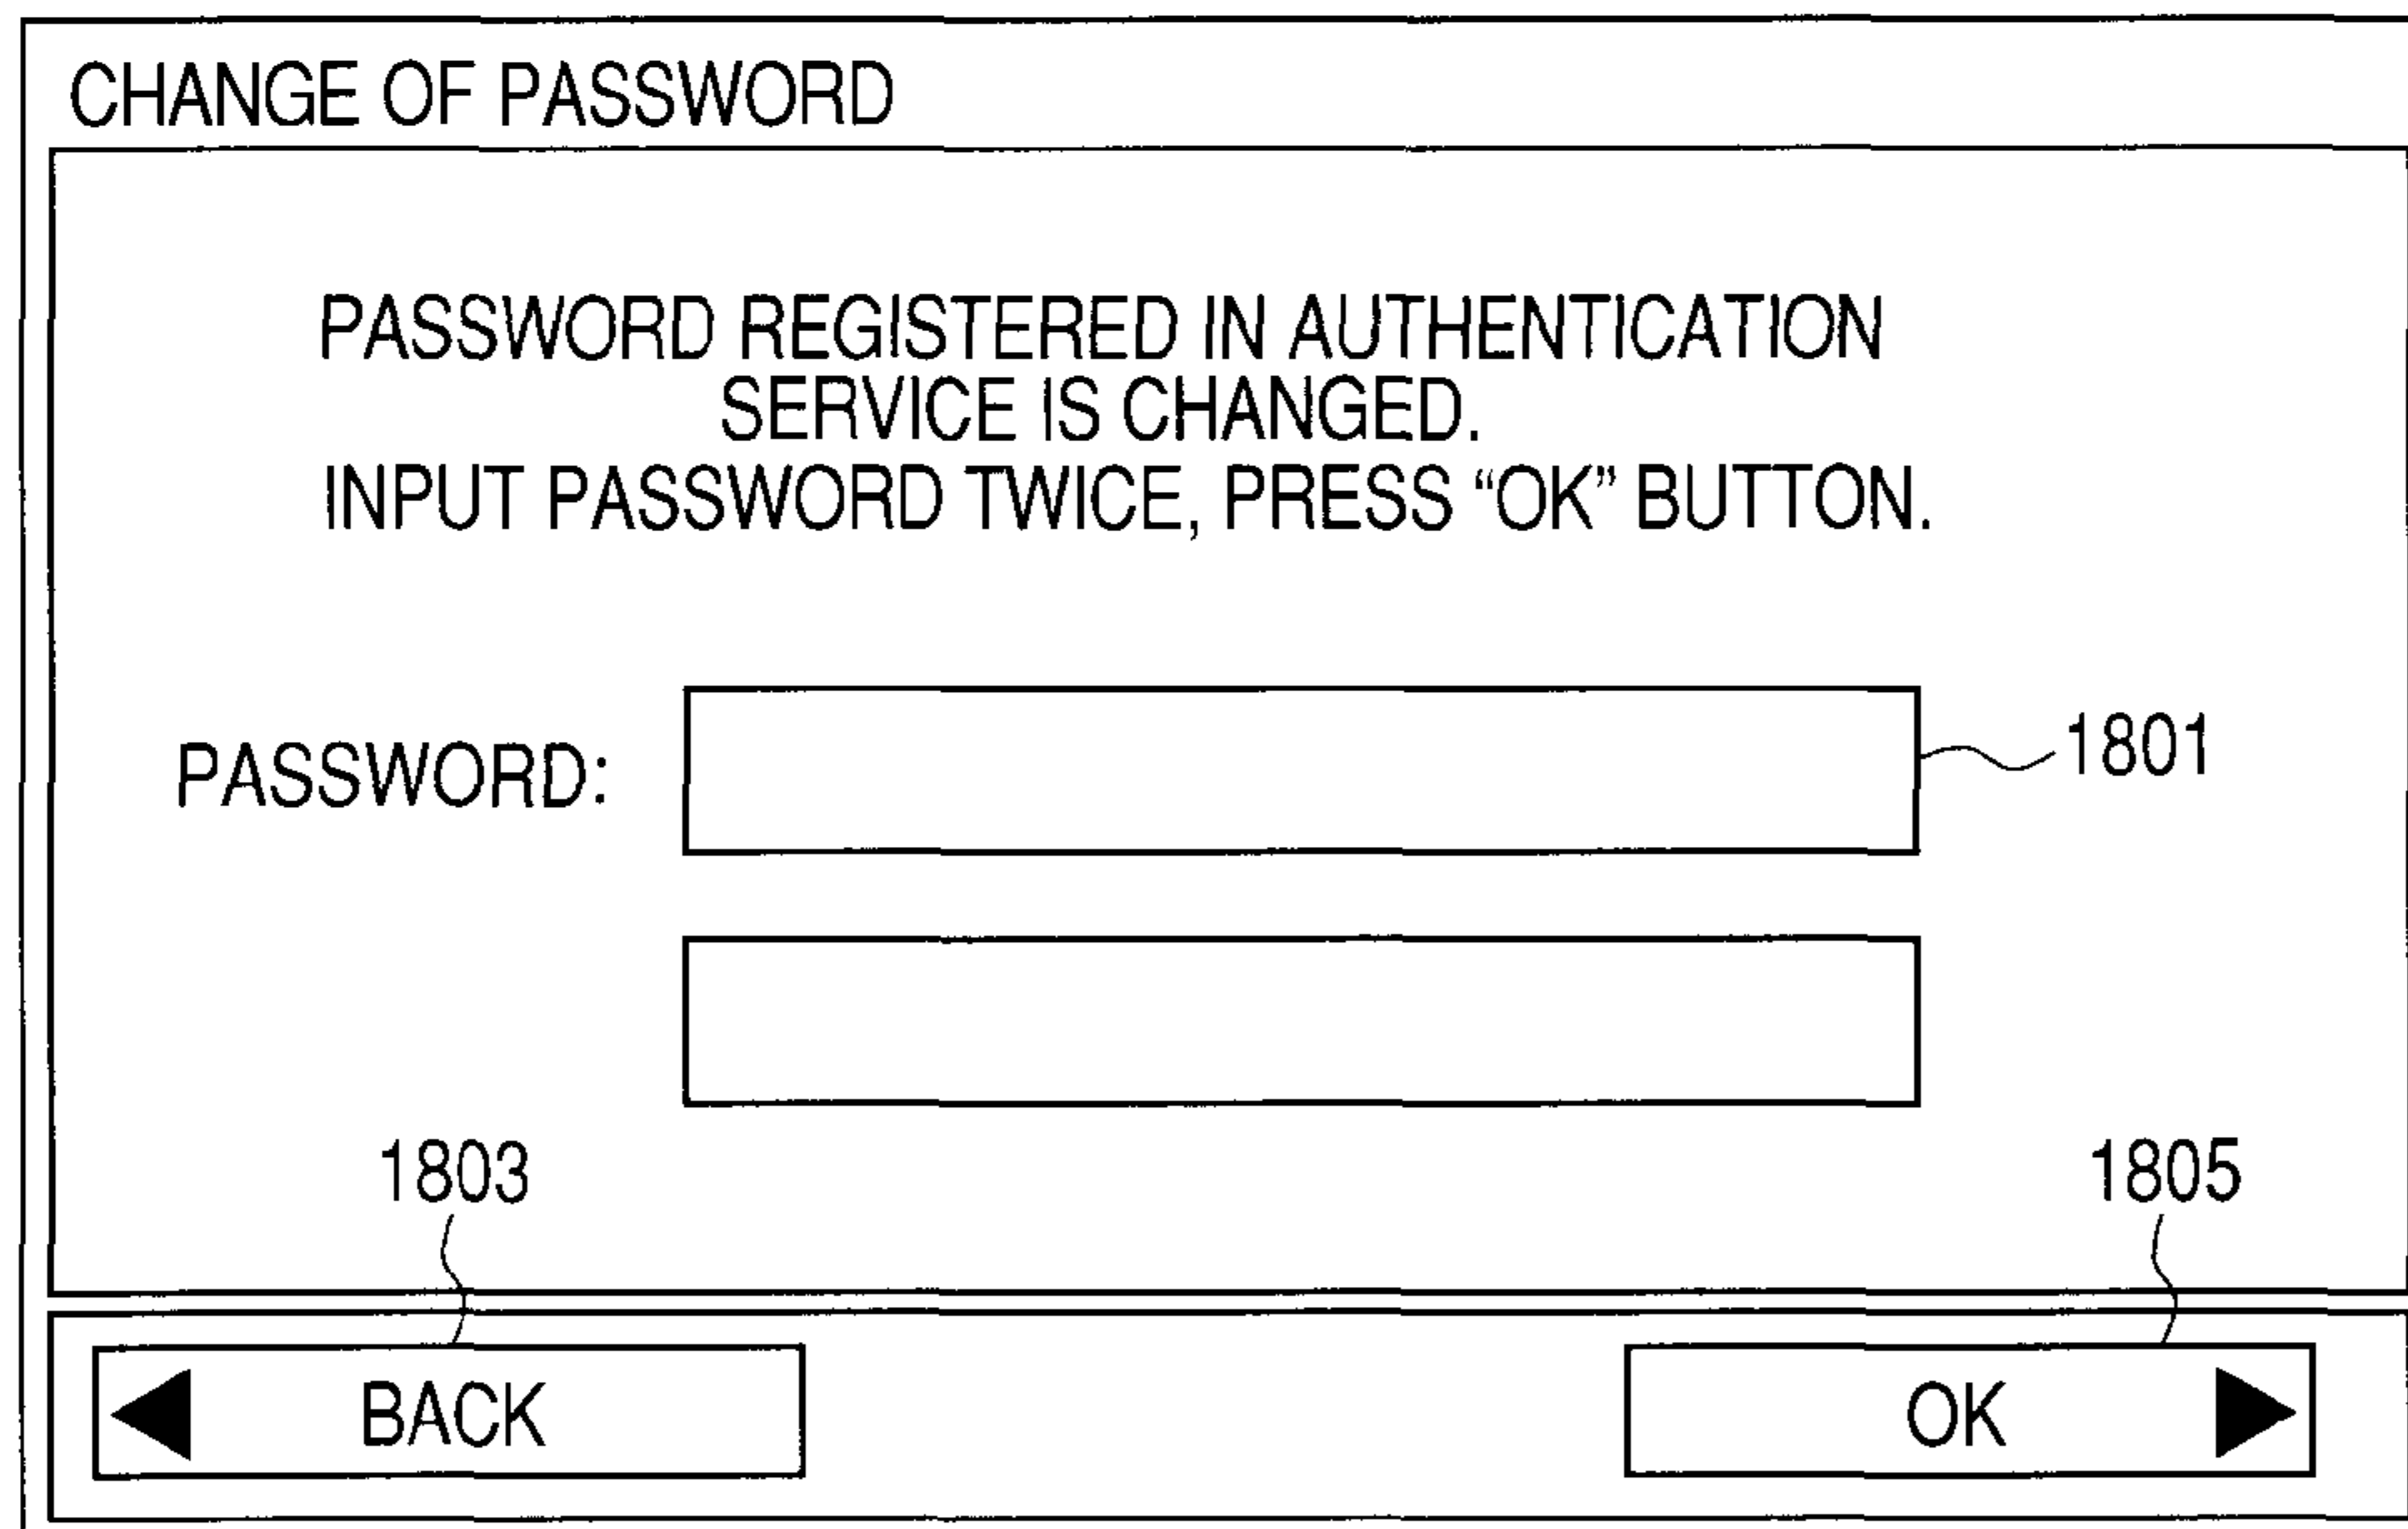 CHANGE OF PASSWORD
PASSWORD REGISTERED IN AUTHENTICATION
SERVICE IS CHANGED.
INPUT PASSWORD TWICE, PRESS “OK” BUTTON.
PASSWORD:
1801
1803
1805
BACK
OK